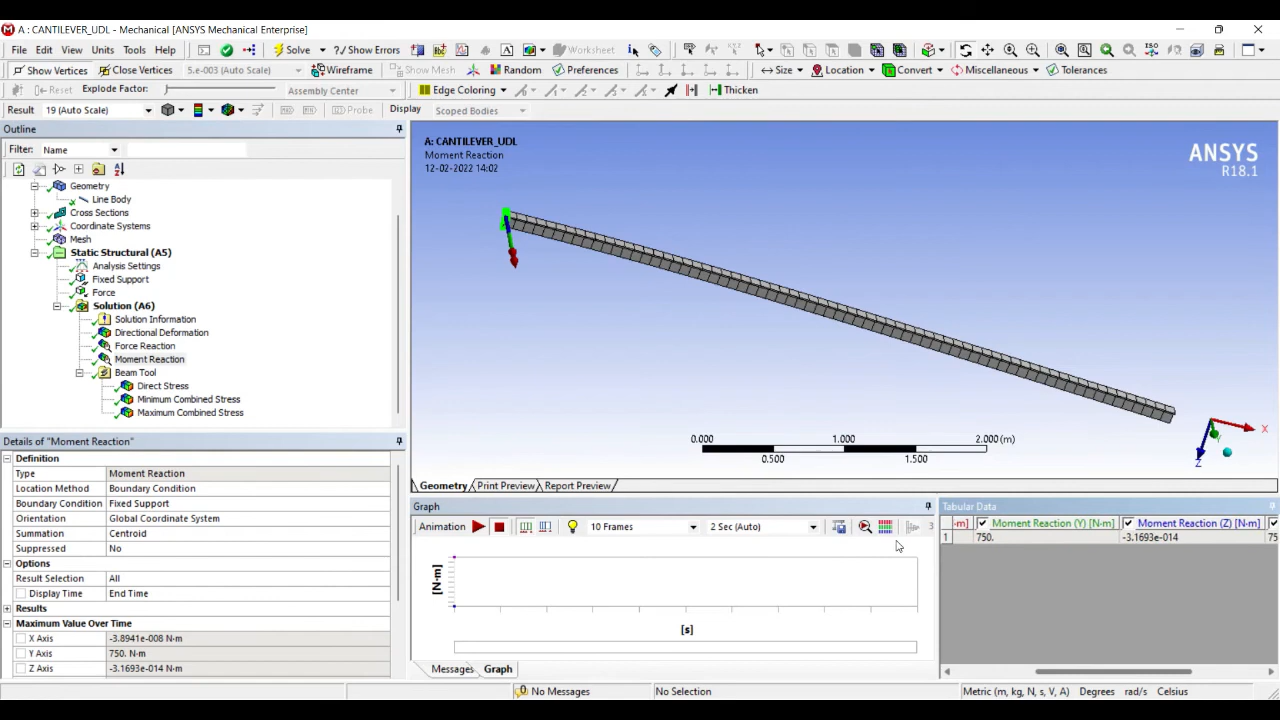 A : CANTILEVER_UDL - Mechanical [ANSYS Mechanical Enterprise]
File Edit View Units Tools Help Solve ?/ Show Errors Worksheet
Show Vertices Close Vertices 5.e-003 (Auto Scale) Wireframe Show Mesh Random Preferences Size Location Convert Miscellaneous Tolerances
Reset Explode Factor: Assembly Center Edge Coloring Thicken
Result 19 (Auto Scale) Probe Display Scoped Bodies
Outline
Filter: Name
Geometry
Line Body
Cross Sections
Coordinate Systems
Mesh
Static Structural (A5)
Analysis Settings
Fixed Support
Force
Solution (A6)
Solution Information
Directional Deformation
Force Reaction
Moment Reaction
Beam Tool
Direct Stress
Minimum Combined Stress
Maximum Combined Stress
Details of "Moment Reaction"
Definition
Type Moment Reaction
Location Method Boundary Condition
Boundary Condition Fixed Support
Orientation Global Coordinate System
Summation Centroid
Suppressed No
Options
Result Selection All
Display Time End Time
Results
Maximum Value Over Time
X Axis -3.8941e-008 N·m
Y Axis 750. N·m
Z Axis -3.1693e-014 N·m
A: CANTILEVER_UDL
Moment Reaction
12-02-2022 14:02
ANSYS
R18.1
0.000 1.000 2.000 (m)
0.500 1.500
X
Y
Z
Geometry Print Preview Report Preview
Graph
Animation 10 Frames 2 Sec (Auto) 3
[N·m]
[s]
Messages Graph
Tabular Data
-m] Moment Reaction (Y) [N·m] Moment Reaction (Z) [N·m]
1 750. -3.1693e-014 75
No Messages No Selection Metric (m, kg, N, s, V, A) Degrees rad/s Celsius